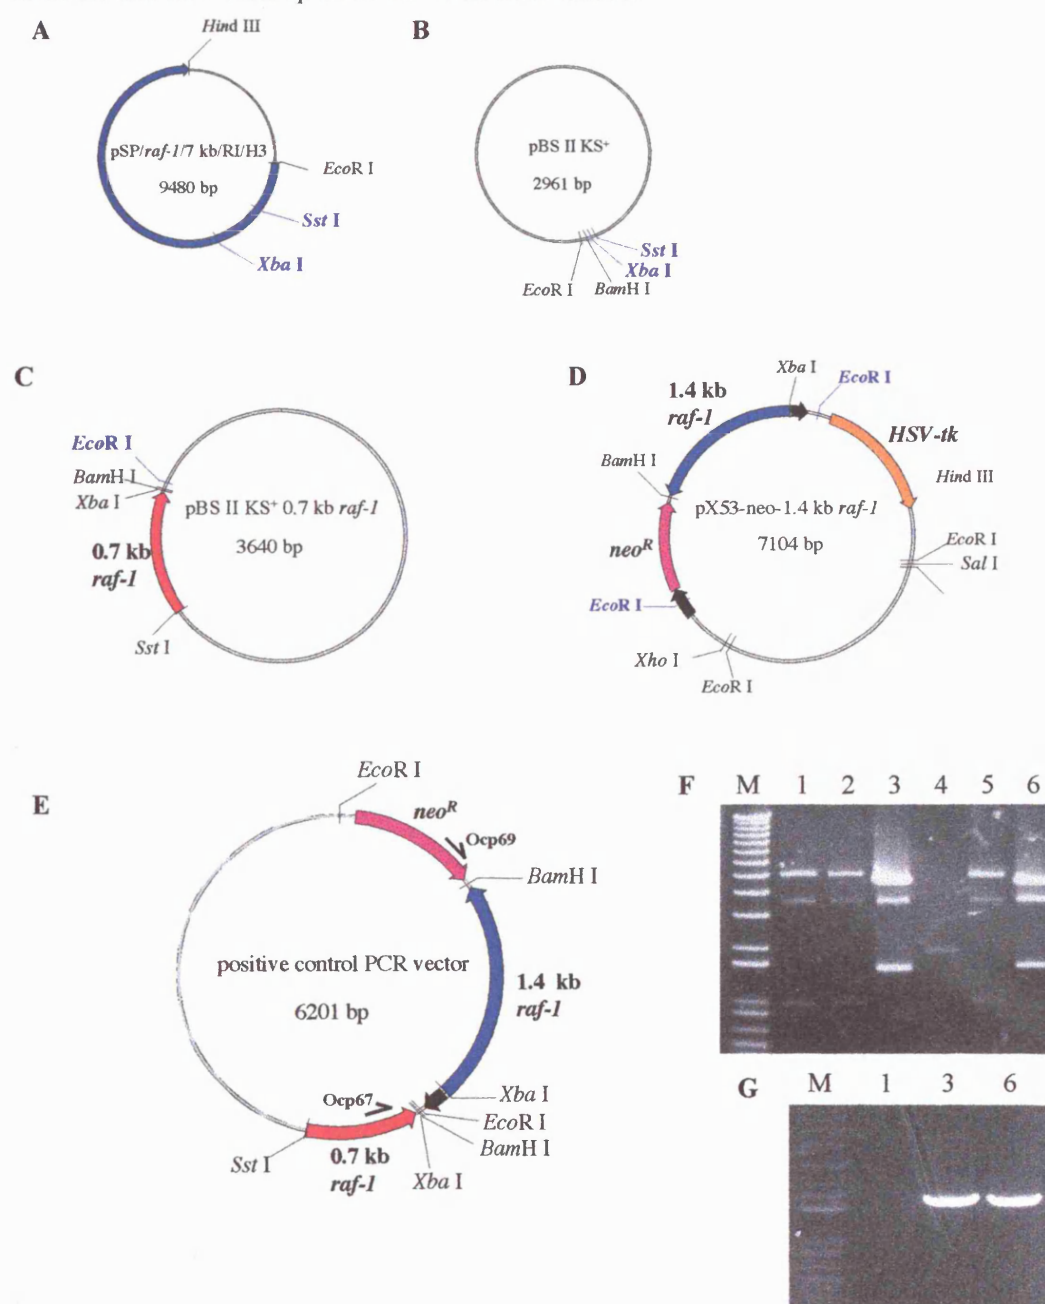 A
Hind III
pSP/raf-1/7 kb/RI/H3
9480 bp
EcoR I
Sst I
Xba I
B
pBS II KS+
2961 bp
Sst I
Xba I
EcoR I
BamH I
C
EcoR I
BamH I
Xba I
pBS II KS+ 0.7 kb raf-1
3640 bp
0.7 kb
raf-1
Sst I
D
Xba I
EcoR I
1.4 kb
raf-1
HSV-tk
BamH I
Hind III
pX53-neo-1.4 kb raf-1
7104 bp
neoR
EcoR I
Sal I
EcoR I
Xho I
EcoR I
E
EcoR I
neoR
Ocp69
BamH I
positive control PCR vector
6201 bp
1.4 kb
raf-1
Xba I
Ocp67
EcoR I
BamH I
Sst I
0.7 kb
raf-1
Xba I
F M 1 2 3 4 5 6
G M 1 3 6